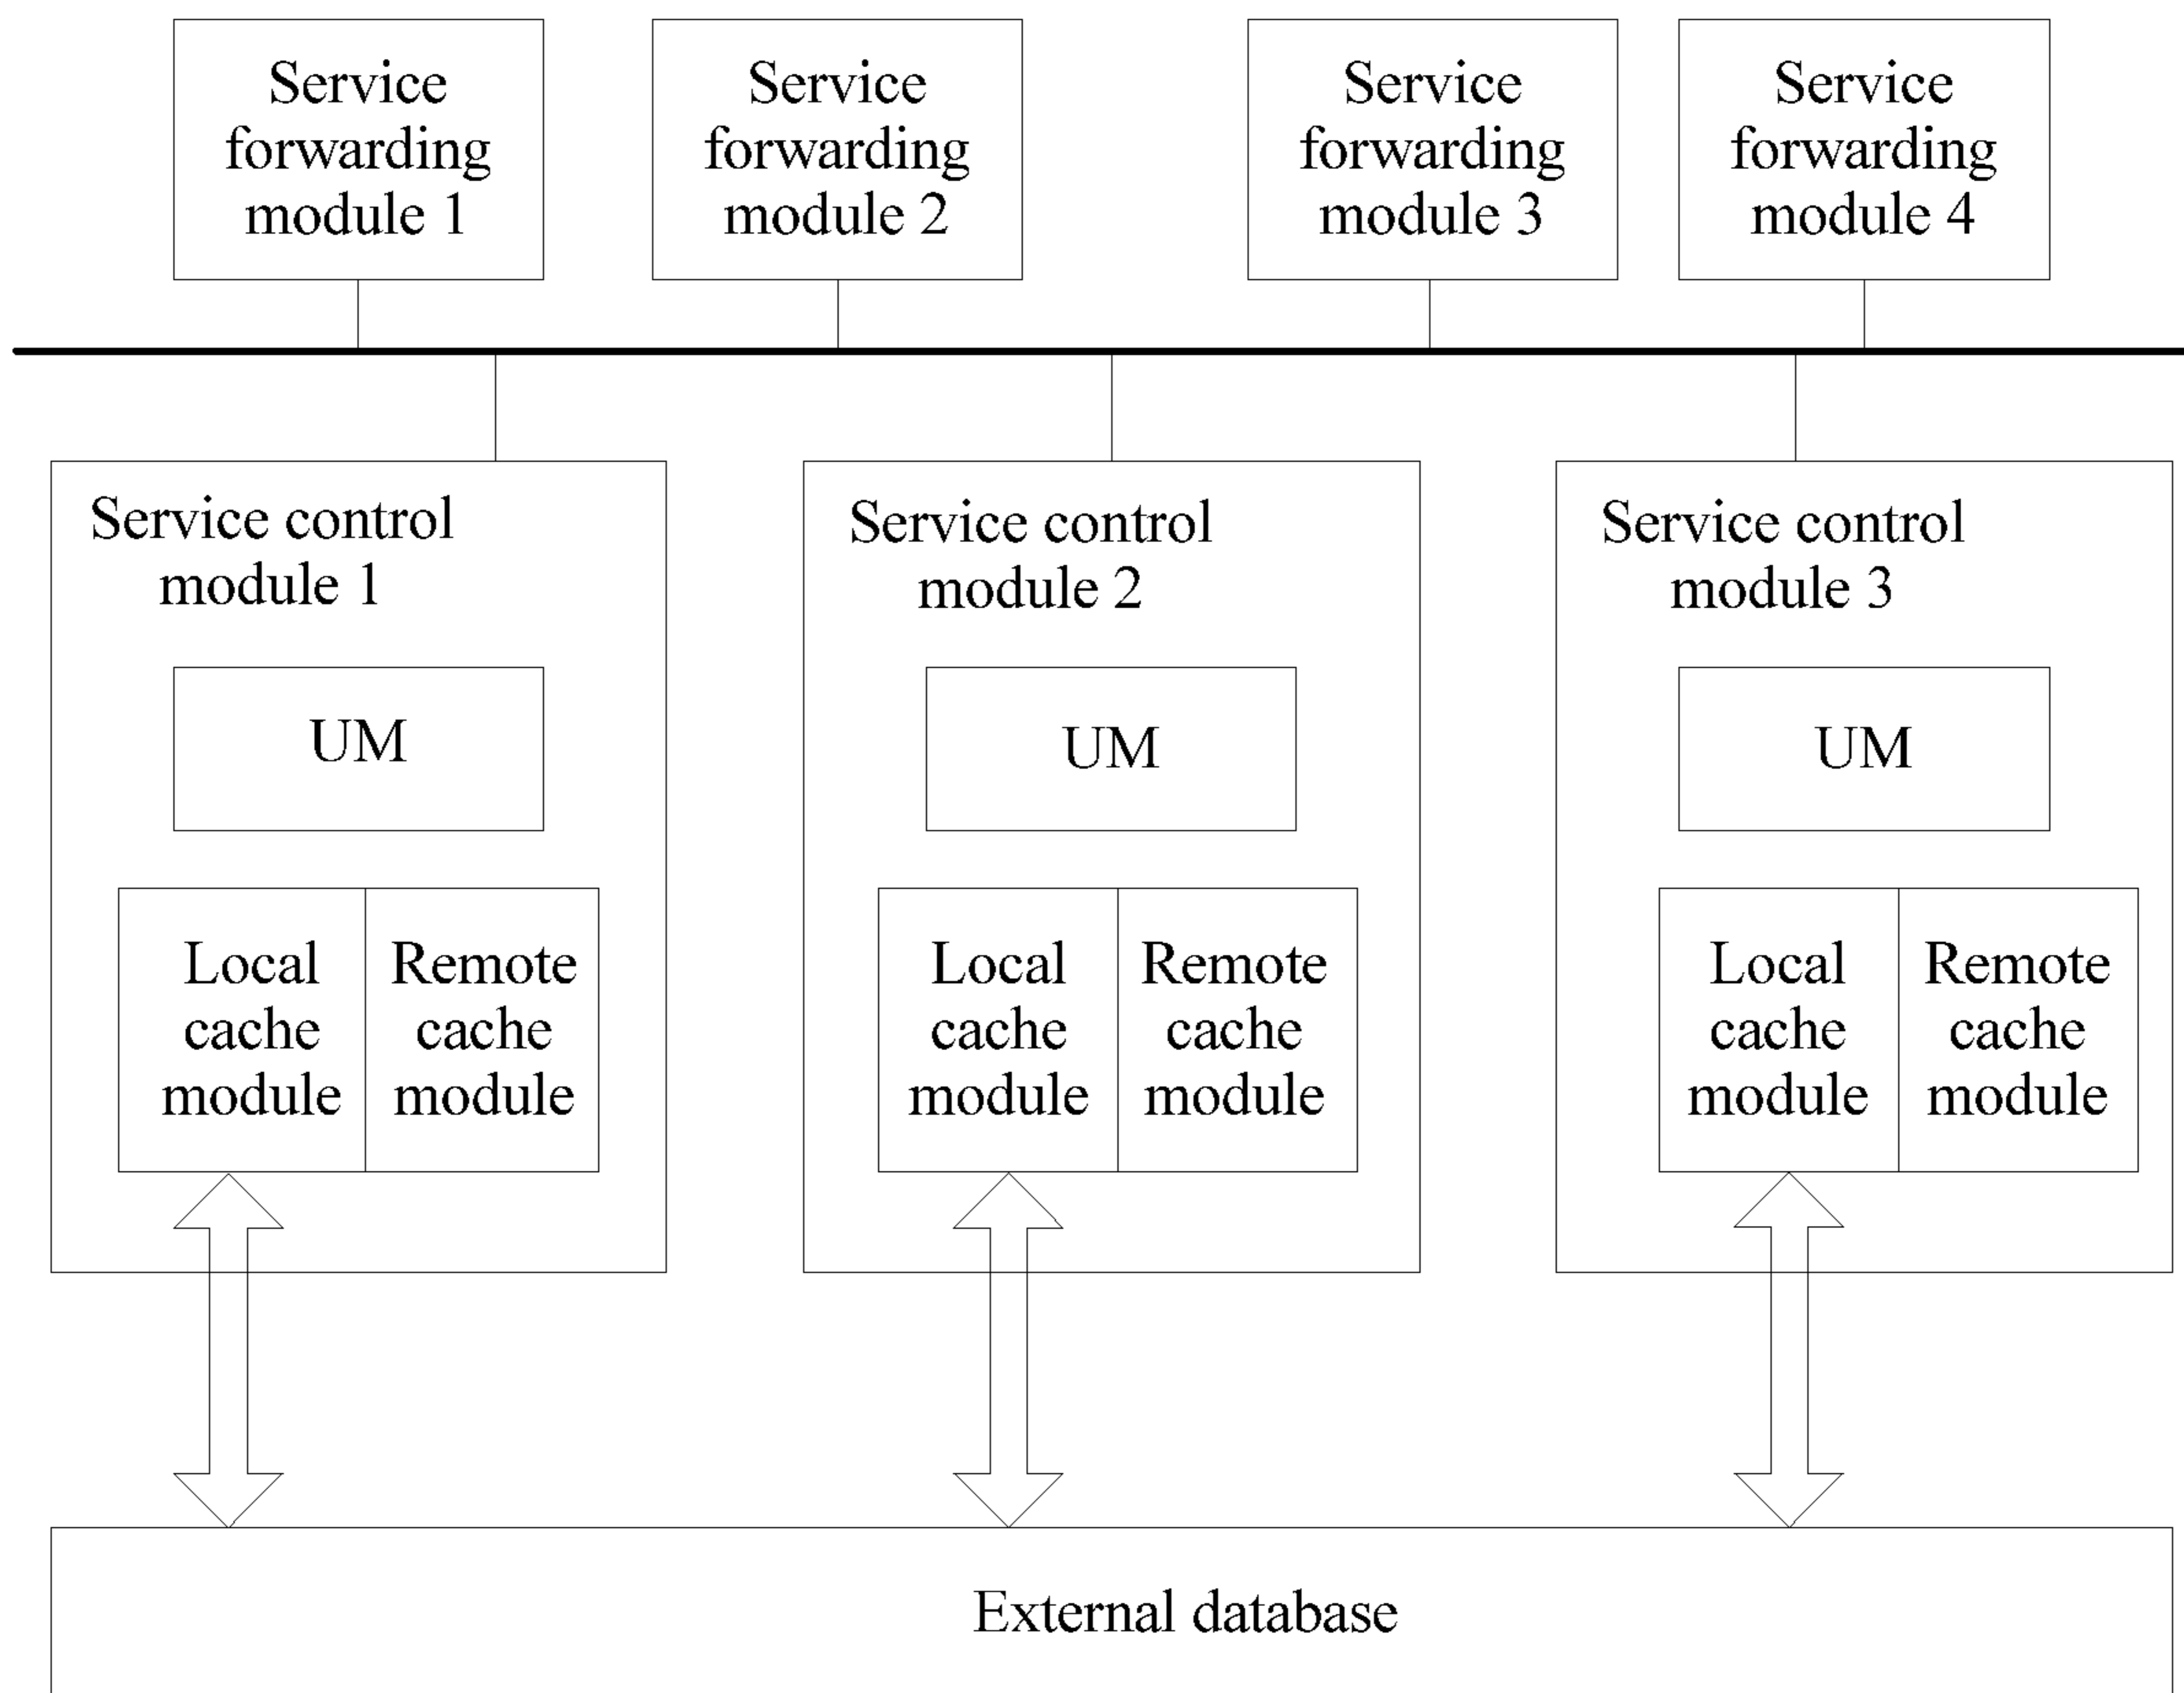 Service
forwarding
module 1
Service
forwarding
module 2
Service
forwarding
module 3
Service
forwarding
module 4
Service control
module 1
UM
Local
cache
module
Remote
cache
module
Service control
module 2
UM
Local
cache
module
Remote
cache
module
Service control
module 3
UM
Local
cache
module
Remote
cache
module
External database